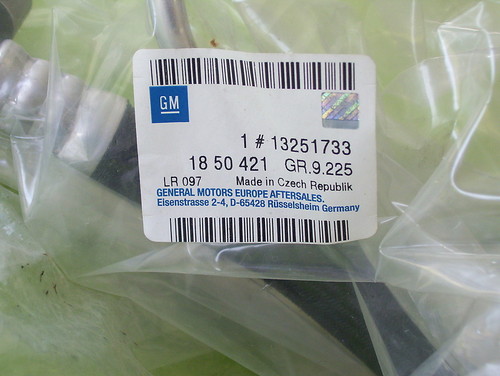 GM
1 # 13251733
18 50 421 GR.9.225
LR 097 Made in Czech Republik
GENERAL MOTORS EUROPE AFTERSALES,
Eisenstrasse 2-4, D-65428 Rüsselsheim Germany